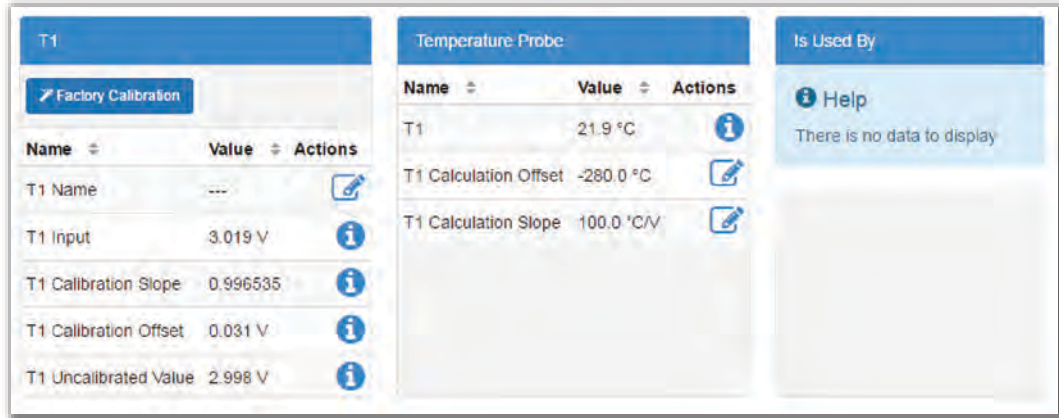 T1
Factory Calibration
Name Value Actions
T1 Name ---
T1 Input 3.019 V
T1 Calibration Slope 0.996535
T1 Calibration Offset 0.031 V
T1 Uncalibrated Value 2.998 V
Temperature Probe
Name Value Actions
T1 21.9 °C
T1 Calculation Offset -280.0 °C
T1 Calculation Slope 100.0 °C/V
Is Used By
Help
There is no data to display